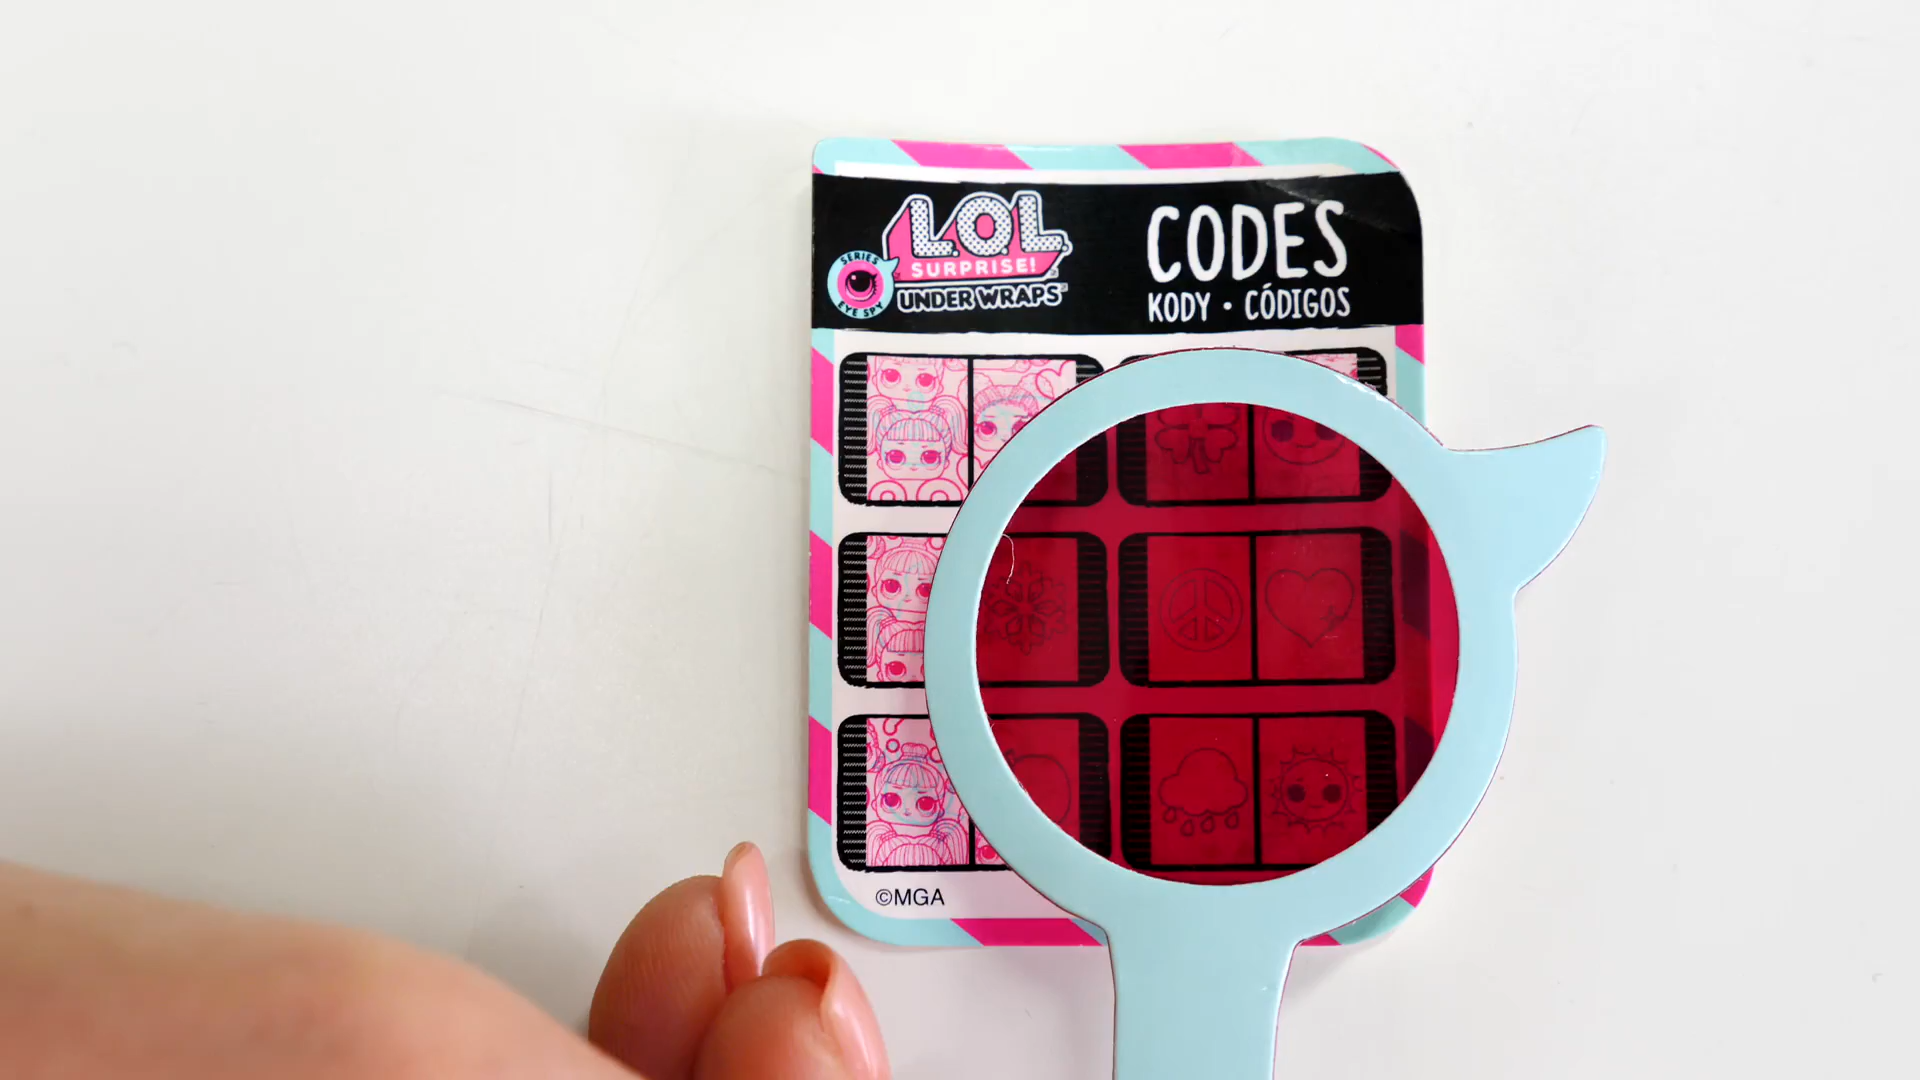 L.O.L.
SURPRISE!
UNDER WRAPS
SERIES
EYE SPY
CODES
KODY • CÓDIGOS
©MGA